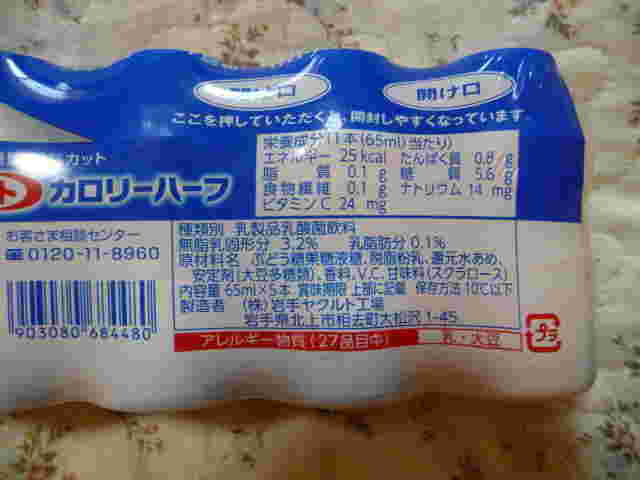 開け口
開け口
ここを押していただくと、開封しやすくなっています
カット
ト カロリーハーフ
栄養成分 1本(65ml)当たり
エネルギー 25 kcal たんぱく質 0.8 g
脂 質 0.1 g 糖 質 5.6 g
食物繊維 0.1 g ナトリウム 14 mg
ビタミンC 24 mg
お客さま相談センター
0120-11-8960
903080 684480
種類別 乳製品乳酸菌飲料
無脂乳固形分 3.2% 乳脂肪分 0.1%
原材料名 ぶどう糖果糖液糖、脱脂粉乳、還元水あめ、
安定剤(大豆多糖類)、香料、V.C、甘味料(スクラロース)
内容量 65ml×5本 賞味期限 上部に記載 保存方法 10℃以下
製造者 (株)岩手ヤクルト工場
岩手県北上市相去町大松沢1-45
アレルギー物質(27品目中) 乳・大豆
プラ